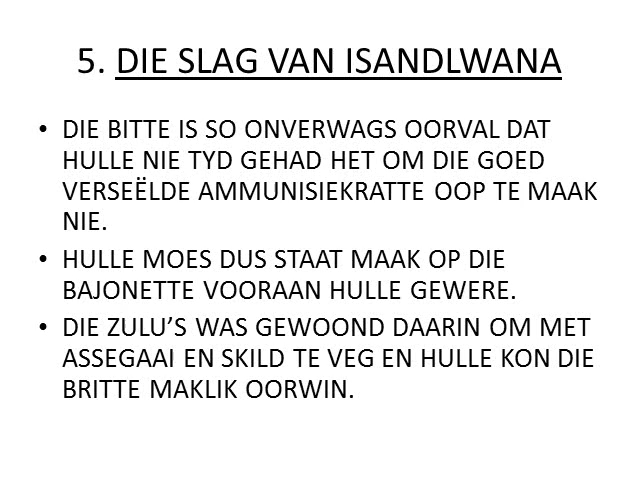 5. DIE SLAG VAN ISANDLWANA
• DIE BITTE IS SO ONVERWAGS OORVAL DAT
HULLE NIE TYD GEHAD HET OM DIE GOED
VERSEËLDE AMMUNISIEKRATTE OOP TE MAAK
NIE.
• HULLE MOES DUS STAAT MAAK OP DIE
BAJONETTE VOORAAN HULLE GEWERE.
• DIE ZULU’S WAS GEWOOND DAARIN OM MET
ASSEGAAI EN SKILD TE VEG EN HULLE KON DIE
BRITTE MAKLIK OORWIN.